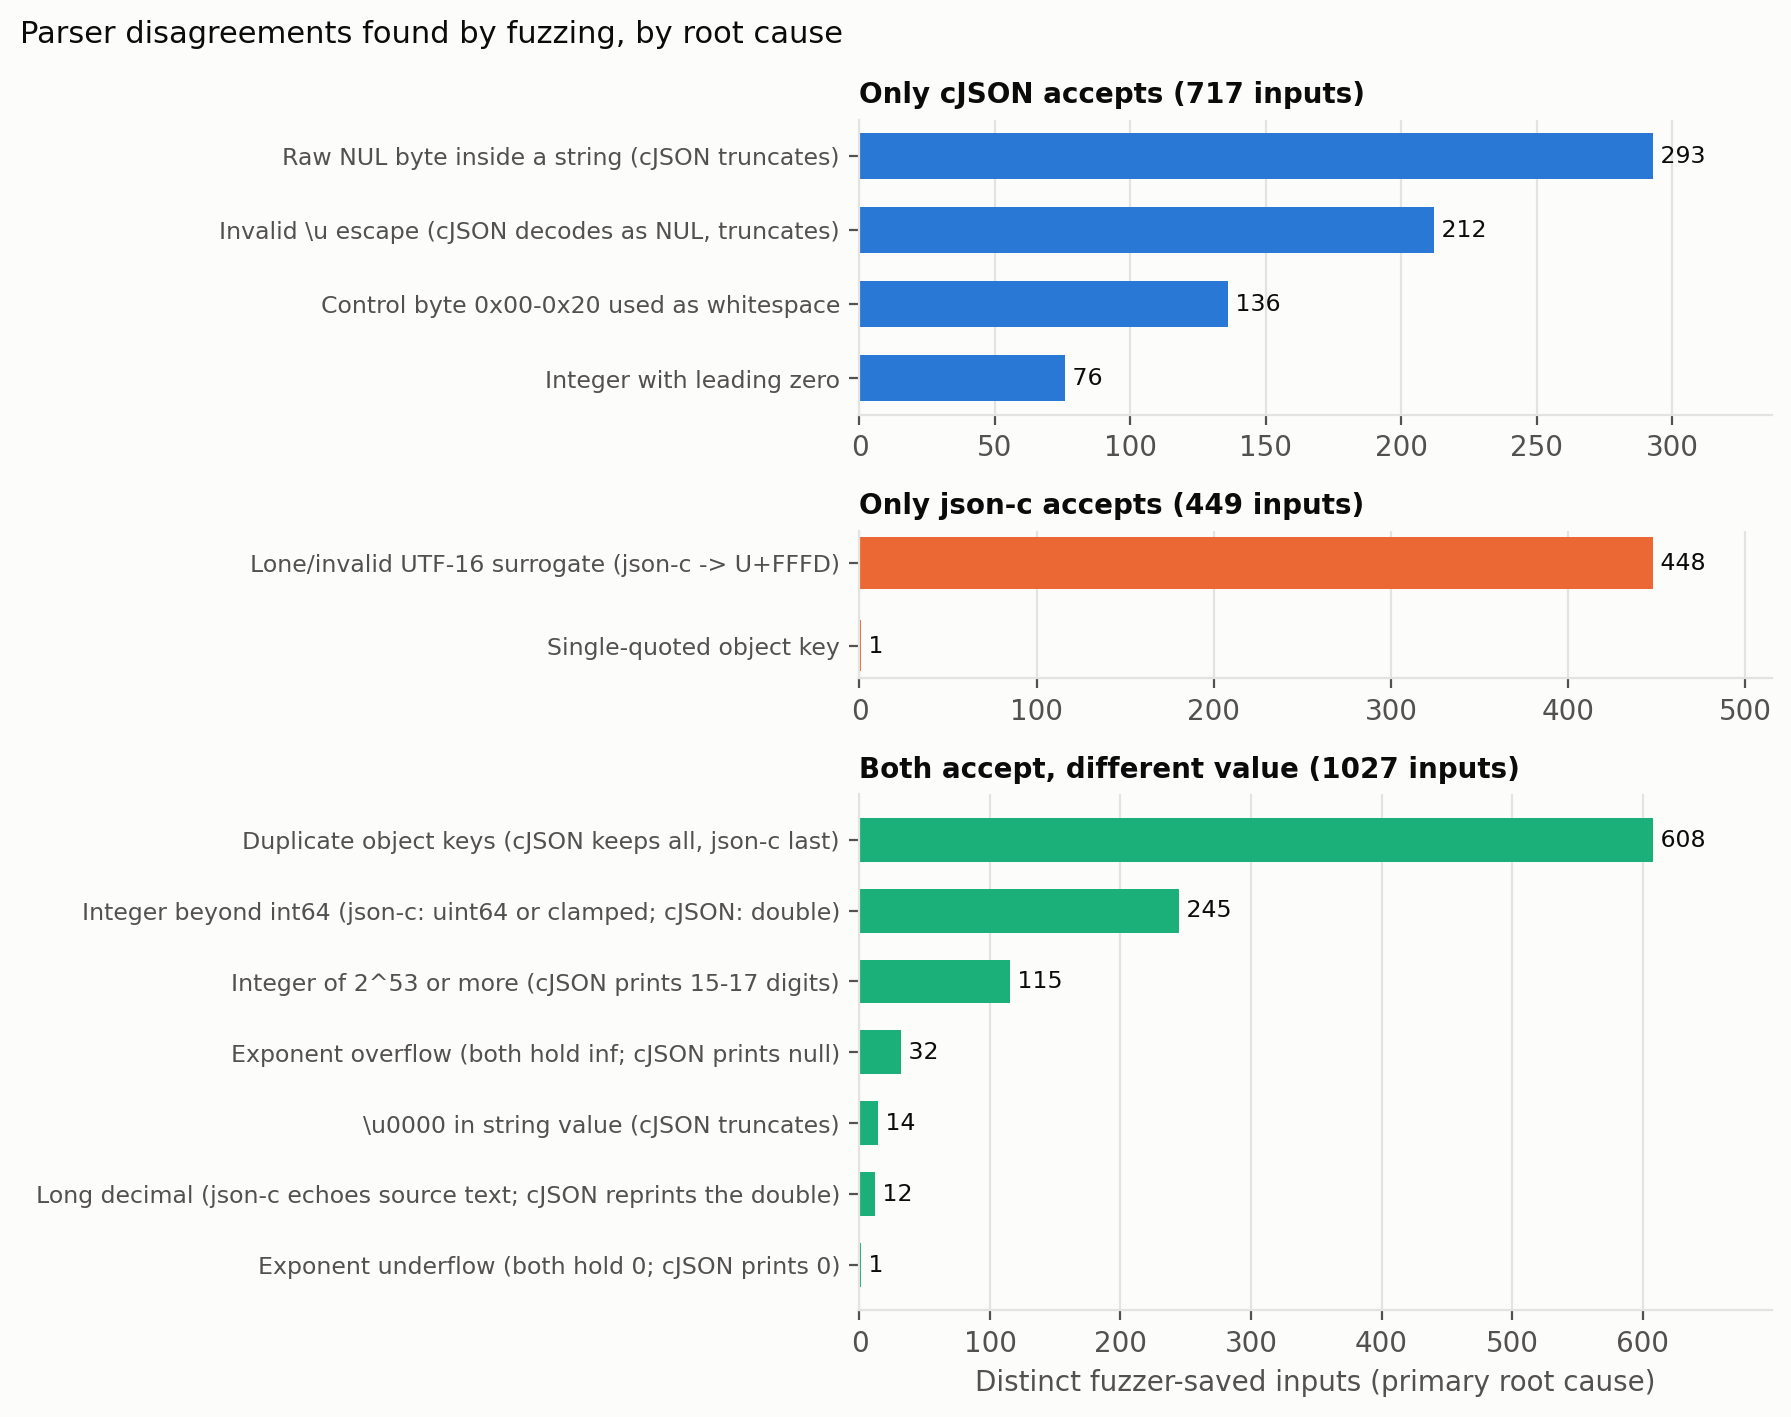 Parser disagreements found by fuzzing, by root cause
Only cJSON accepts (717 inputs)
Raw NUL byte inside a string (cJSON truncates)
293
Invalid \u escape (cJSON decodes as NUL, truncates)
212
Control byte 0x00-0x20 used as whitespace
136
Integer with leading zero
76
0 50 100 150 200 250 300
Only json-c accepts (449 inputs)
Lone/invalid UTF-16 surrogate (json-c -> U+FFFD)
448
Single-quoted object key
1
0 100 200 300 400 500
Both accept, different value (1027 inputs)
Duplicate object keys (cJSON keeps all, json-c last)
608
Integer beyond int64 (json-c: uint64 or clamped; cJSON: double)
245
Integer of 2^53 or more (cJSON prints 15-17 digits)
115
Exponent overflow (both hold inf; cJSON prints null)
32
\u0000 in string value (cJSON truncates)
14
Long decimal (json-c echoes source text; cJSON reprints the double)
12
Exponent underflow (both hold 0; cJSON prints 0)
1
0 100 200 300 400 500 600
Distinct fuzzer-saved inputs (primary root cause)